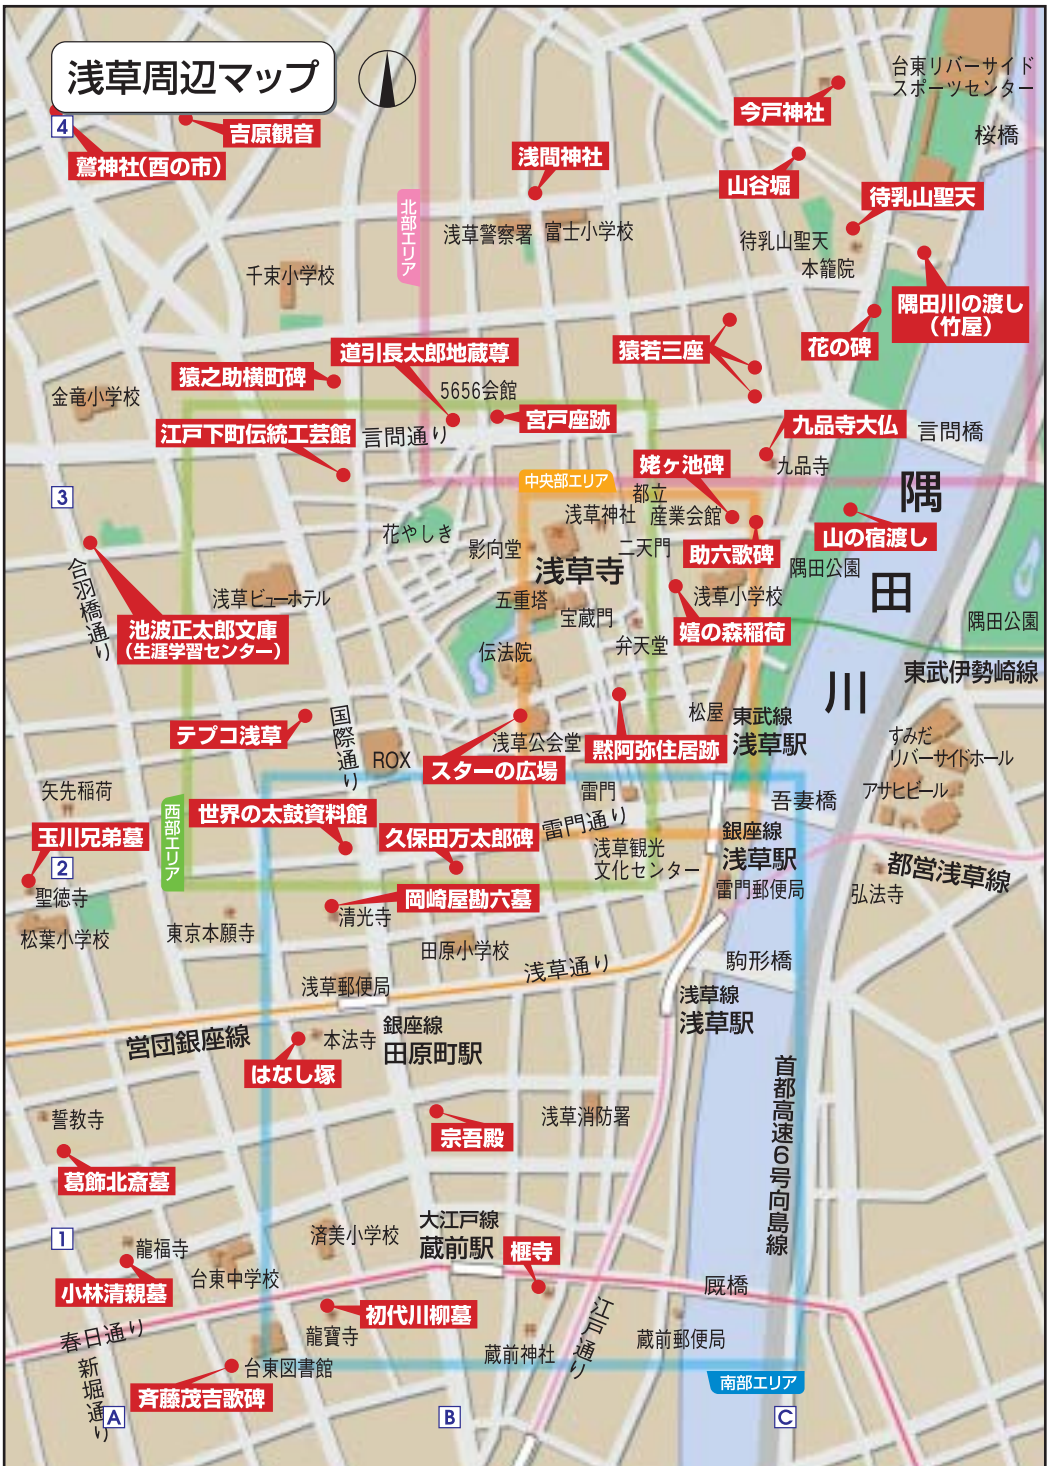 浅草周辺マップ
台東リバーサイド
スポーツセンター
桜橋
今戸神社
4
吉原観音
鷲神社(酉の市)
浅間神社
山谷堀
待乳山聖天
北部エリア
浅草警察署
富士小学校
待乳山聖天
本龍院
千束小学校
隅田川の渡し
(竹屋)
花の碑
猿若三座
道引長太郎地蔵尊
猿之助横町碑
5656会館
金竜小学校
宮戸座跡
江戸下町伝統工芸館
言問通り
九品寺大仏
言問橋
九品寺
姥ヶ池碑
中央部エリア
3
都立
産業会館
浅草神社
花やしき
影向堂
二天門
助六歌碑
山の宿渡し
隅田川
浅草寺
隅田公園
合羽橋通り
浅草ビューホテル
五重塔
宝蔵門
浅草小学校
隅田公園
池波正太郎文庫
(生涯学習センター)
嬉の森稲荷
弁天堂
伝法院
東武伊勢崎線
テプコ浅草
国際通り
ROX
浅草公会堂
スターの広場
黙阿弥住居跡
松屋
東武線
浅草駅
すみだ
リバーサイドホール
アサヒビール
矢先稲荷
西部エリア
世界の太鼓資料館
雷門
雷門通り
吾妻橋
玉川兄弟墓
久保田万太郎碑
銀座線
浅草駅
浅草観光
文化センター
2
聖徳寺
岡崎屋勘六墓
雷門郵便局
都営浅草線
弘法寺
清光寺
松葉小学校
東京本願寺
田原小学校
浅草通り
駒形橋
浅草郵便局
浅草線
浅草駅
営団銀座線
本法寺
銀座線
田原町駅
はなし塚
首都高速6号向島線
誓教寺
宗吾殿
浅草消防署
葛飾北斎墓
1
龍福寺
済美小学校
大江戸線
蔵前駅
榧寺
台東中学校
小林清親墓
厩橋
初代川柳墓
春日通り
龍寶寺
江戸通り
蔵前神社
蔵前郵便局
新堀通り
台東図書館
南部エリア
斉藤茂吉歌碑
A
B
C